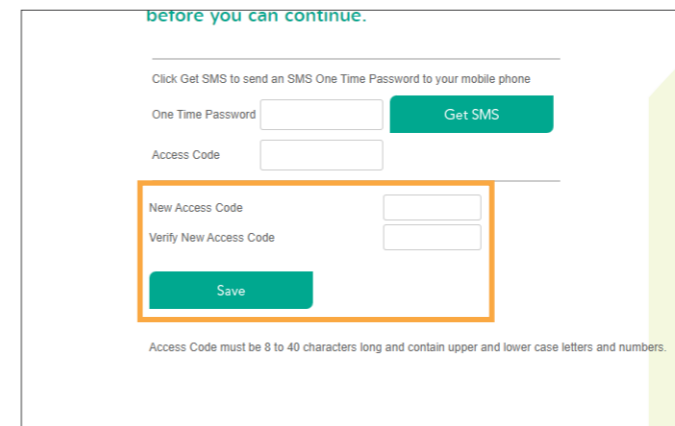 before you can continue.
Click Get SMS to send an SMS One Time Password to your mobile phone
One Time Password
Get SMS
Access Code
New Access Code
Verify New Access Code
Save
Access Code must be 8 to 40 characters long and contain upper and lower case letters and numbers.